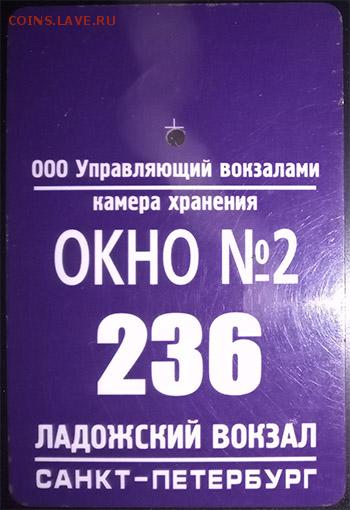 COINS.LAVE.RU
ООО Управляющий вокзалами
камера хранения
ОКНО №2
236
ЛАДОЖСКИЙ ВОКЗАЛ
САНКТ-ПЕТЕРБУРГ